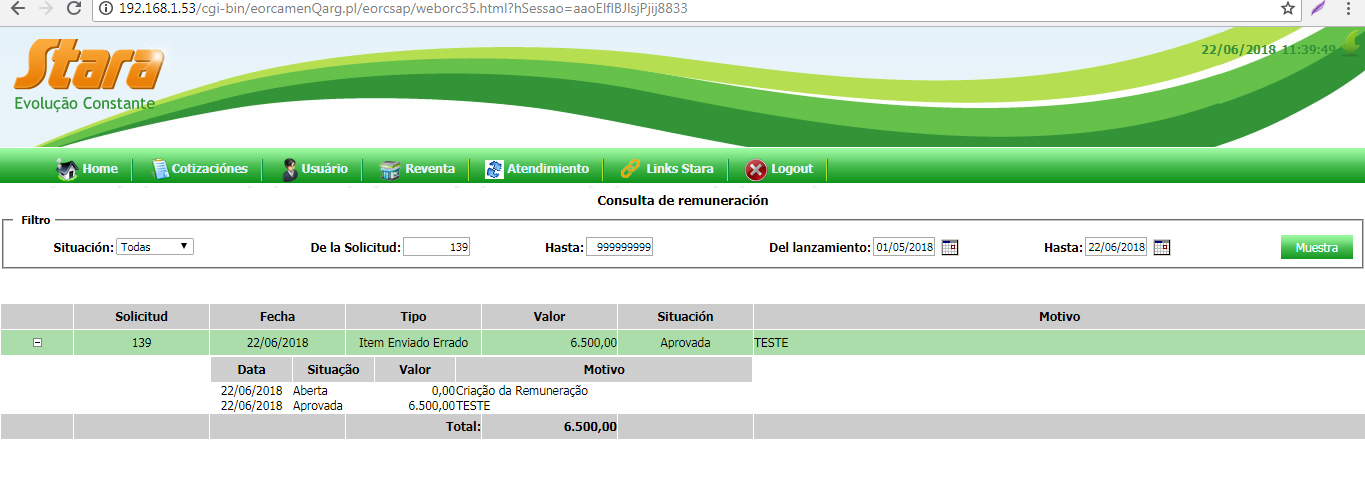 192.168.1.53/cgi-bin/eorcamenQarg.pl/eorcsap/weborc35.html?hSessao=aaoEIfIBJIsjPjij8833
Stara
Evolução Constante
22/06/2018 11:39:49
Home Cotizaciónes Usuário Reventa Atendimiento Links Stara Logout
Consulta de remuneración
Filtro
Situación: Todas De la Solicitud: 139 Hasta: 999999999 Del lanzamiento: 01/05/2018 Hasta: 22/06/2018 Muestra
Solicitud Fecha Tipo Valor Situación Motivo
139 22/06/2018 Item Enviado Errado 6.500,00 Aprovada TESTE
Data Situação Valor Motivo
22/06/2018 Aberta 0,00 Criação da Remuneração
22/06/2018 Aprovada 6.500,00 TESTE
Total: 6.500,00